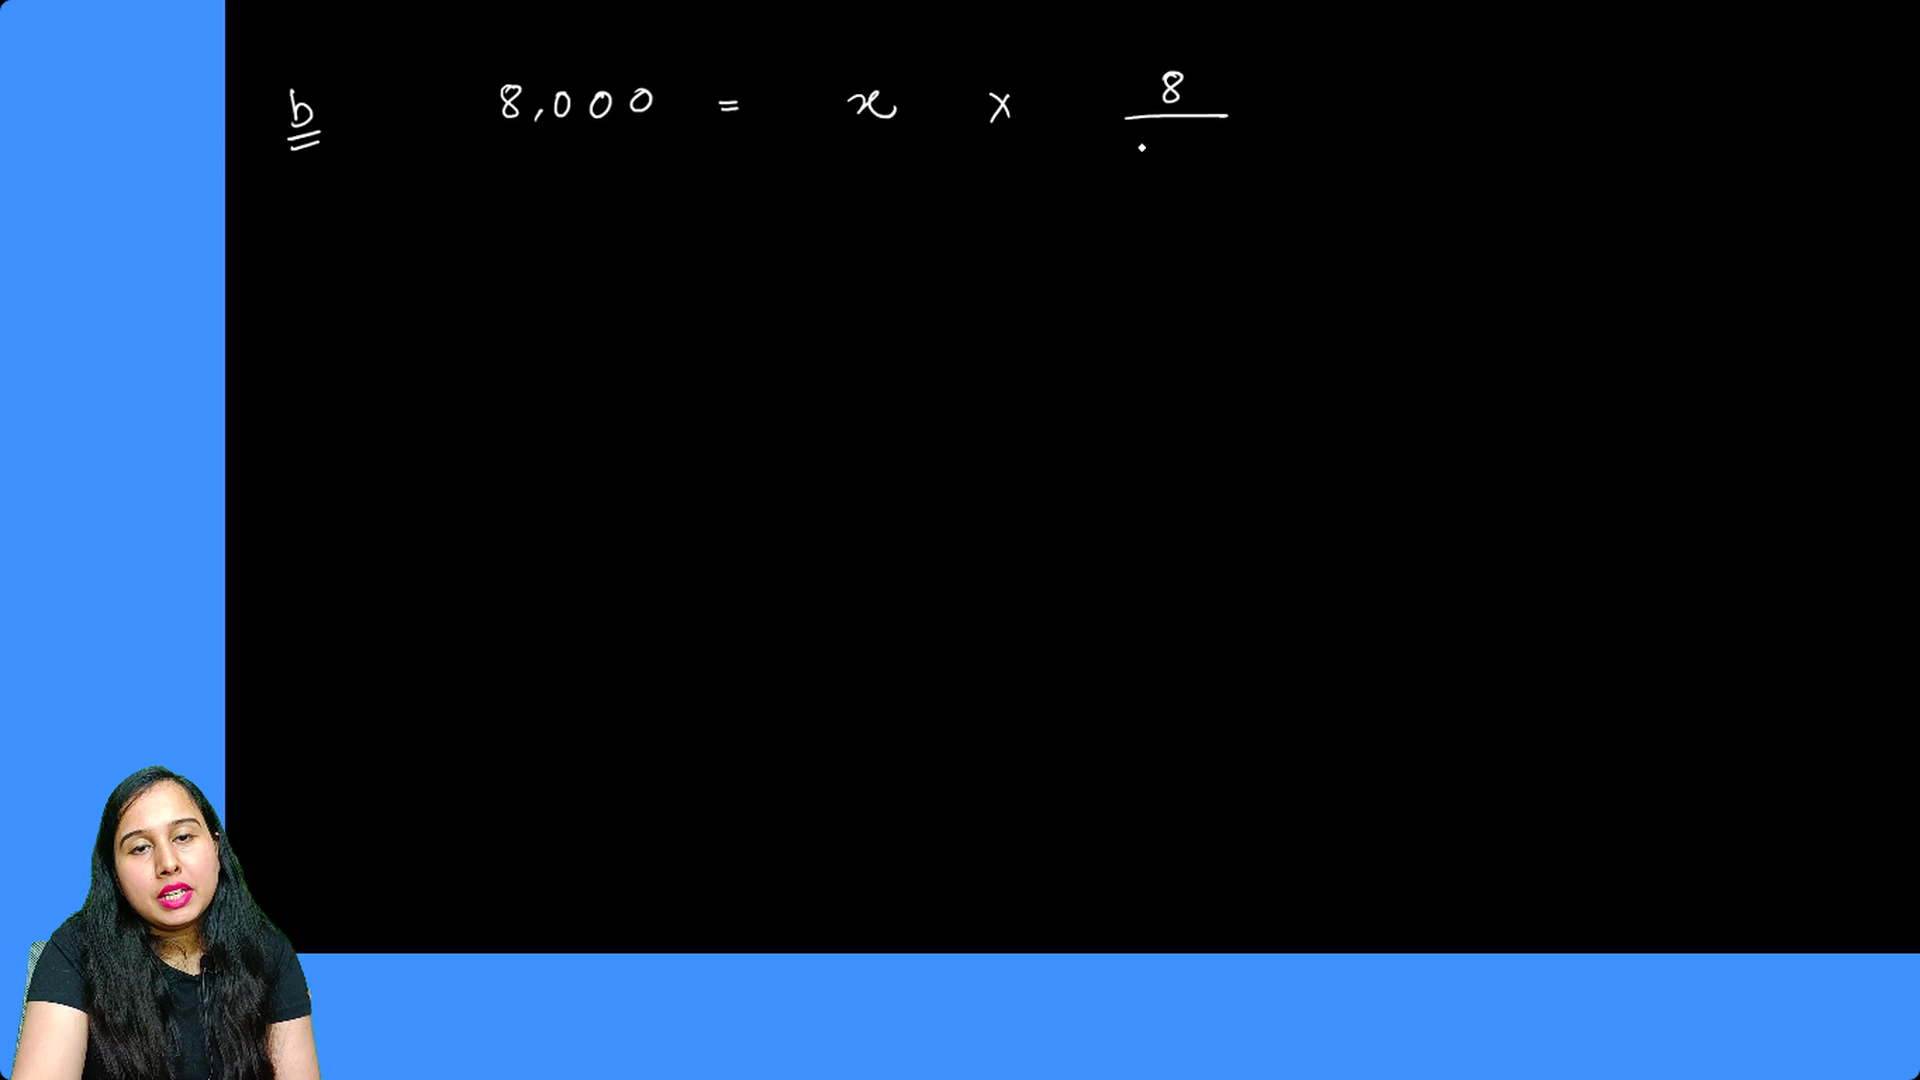 b 8,000 = x × 8